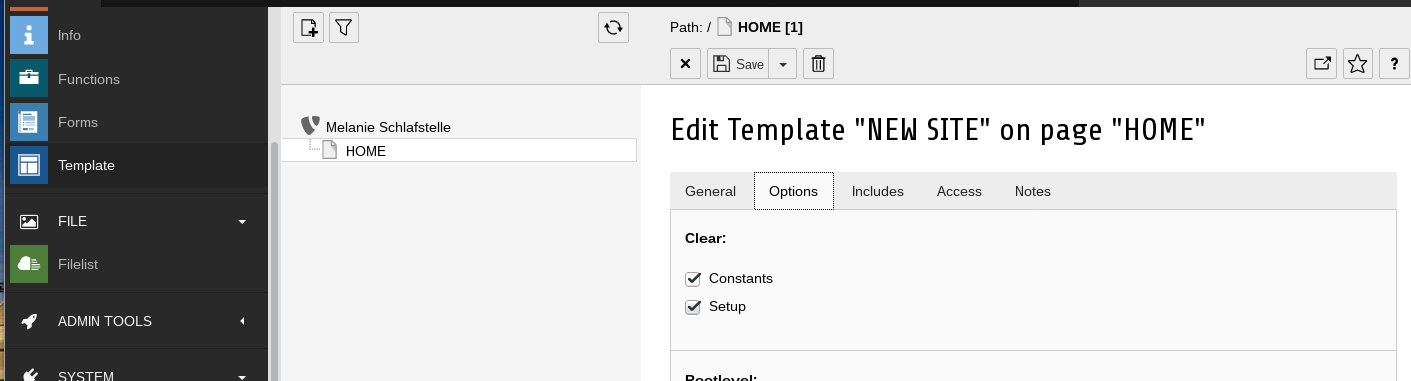 Info
Functions
Forms
Template
FILE
Filelist
ADMIN TOOLS
SYSTEM
Melanie Schlafstelle
HOME
Path: / HOME [1]
Save
?
Edit Template "NEW SITE" on page "HOME"
General Options Includes Access Notes
Clear:
Constants
Setup
Rootlevel: